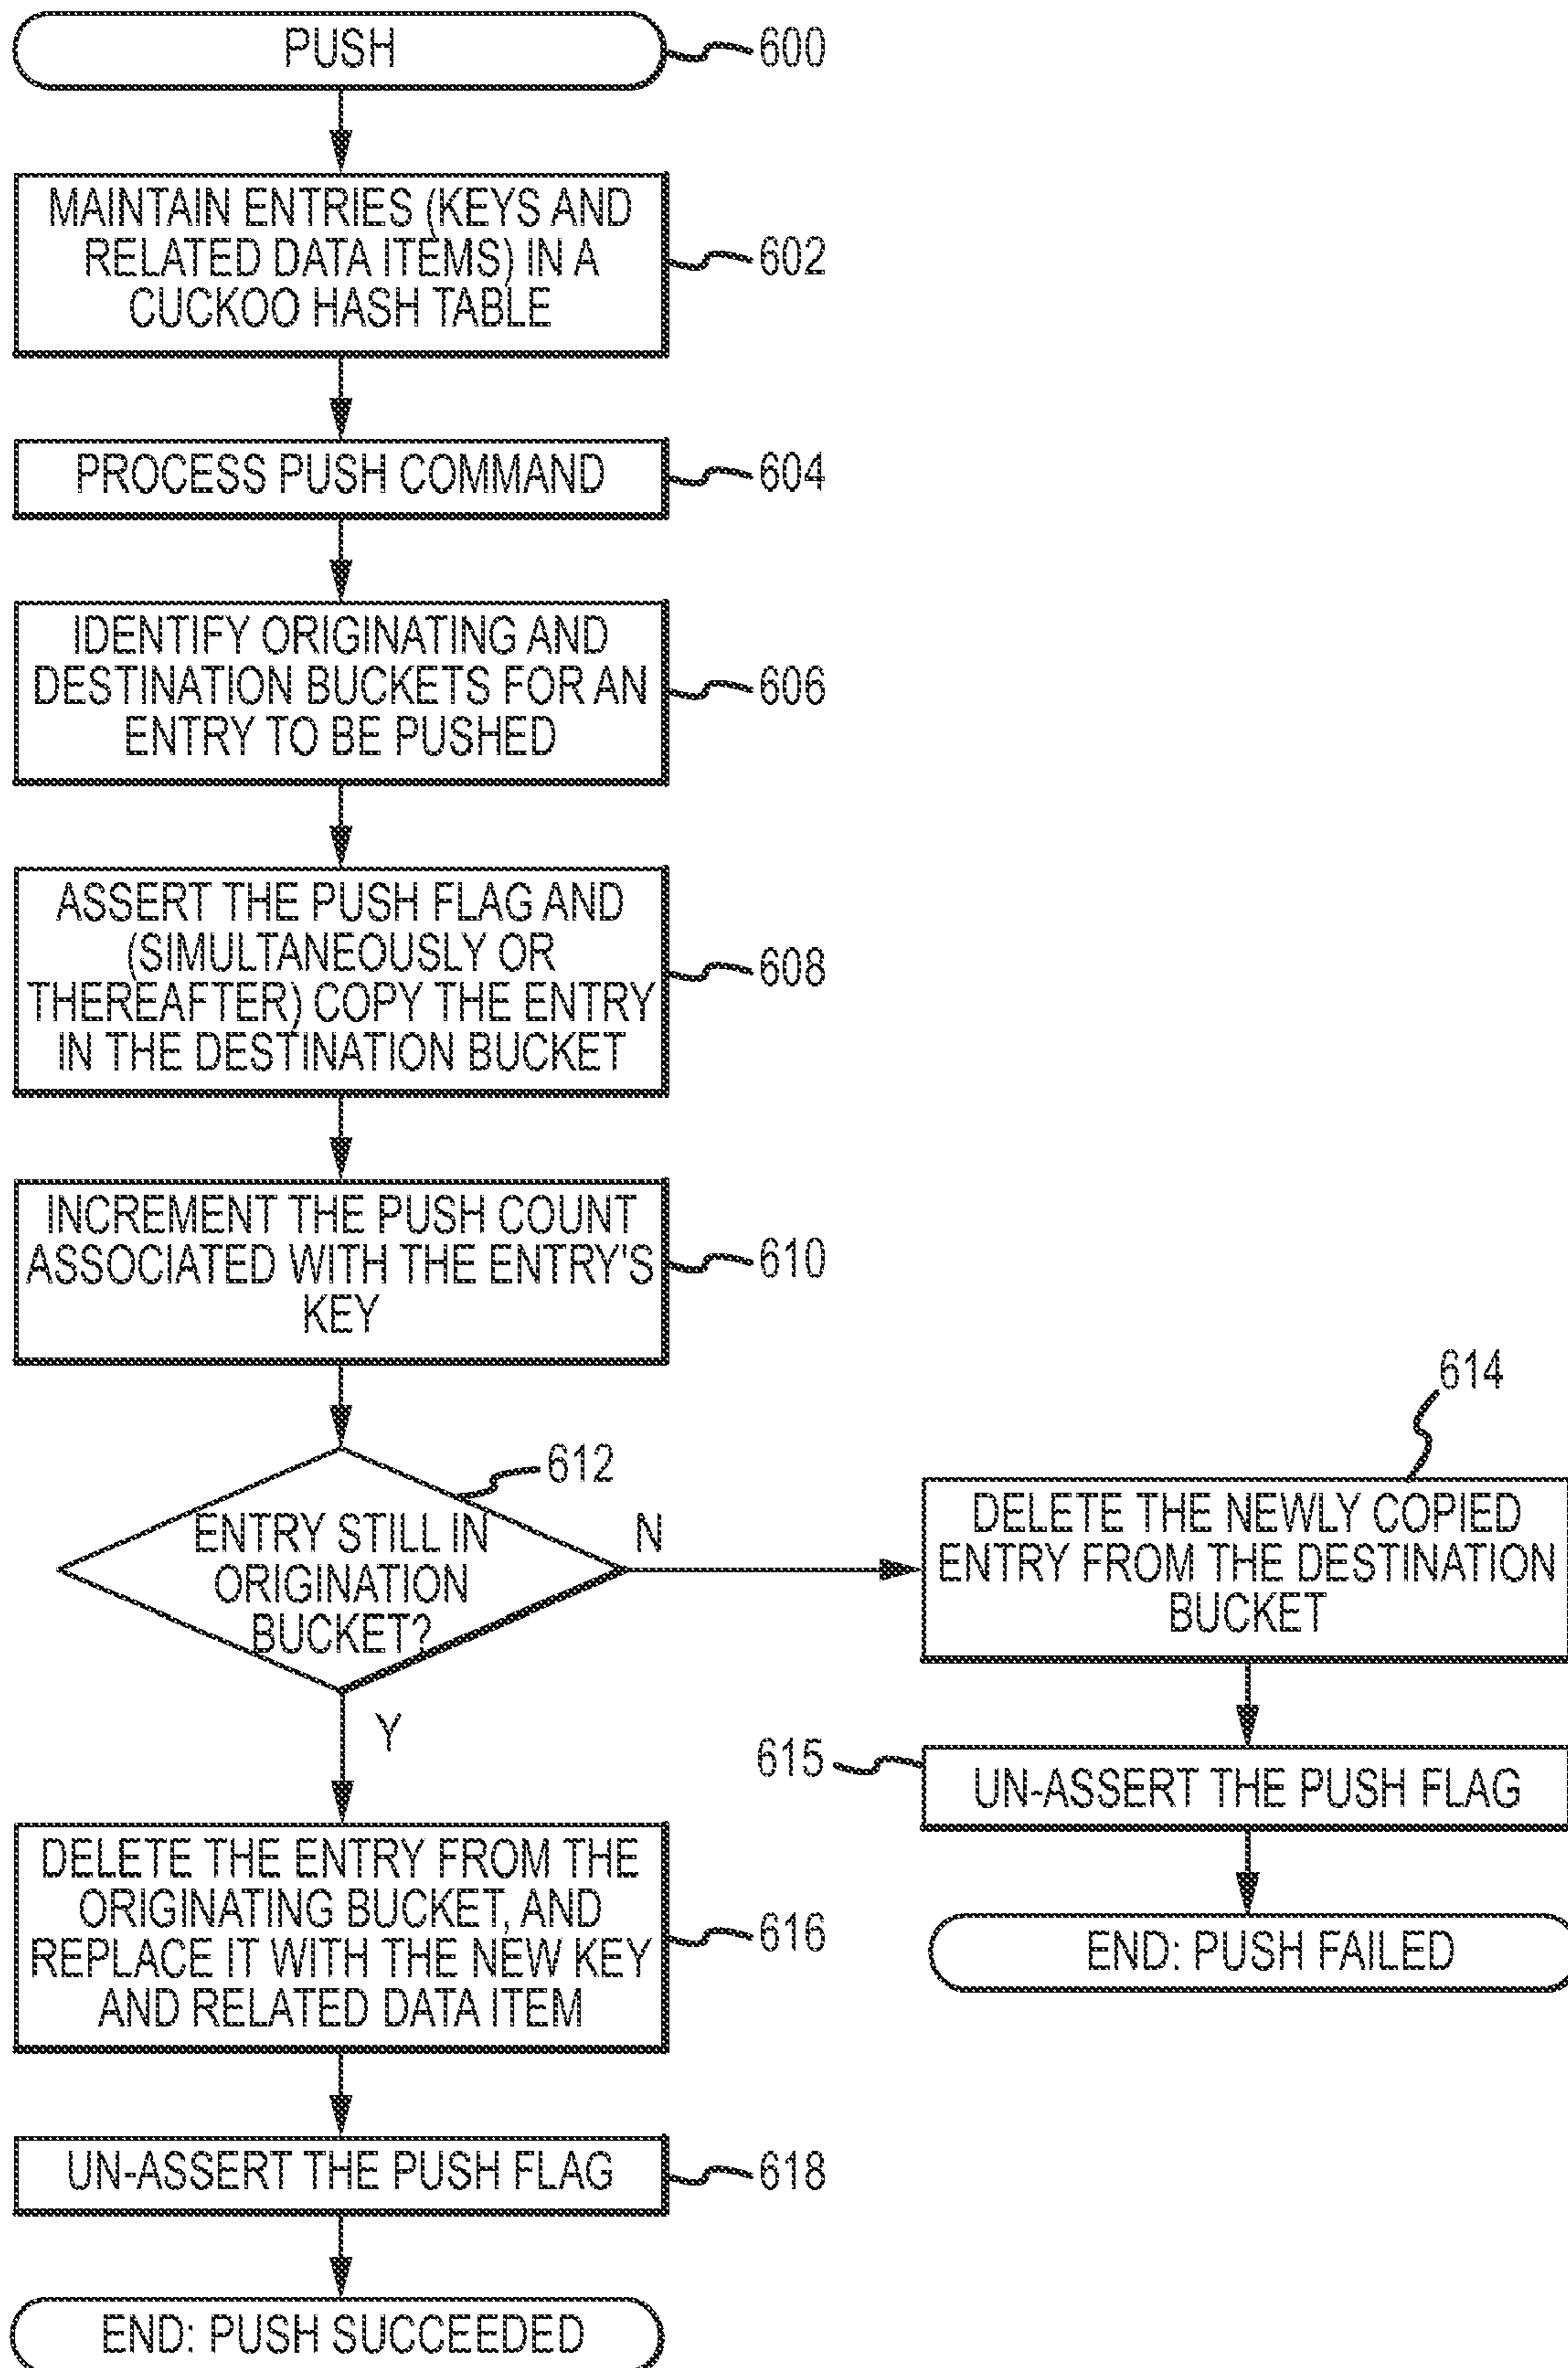 PUSH
600
MAINTAIN ENTRIES (KEYS AND
RELATED DATA ITEMS) IN A
CUCKOO HASH TABLE
602
PROCESS PUSH COMMAND
604
IDENTIFY ORIGINATING AND
DESTINATION BUCKETS FOR AN
ENTRY TO BE PUSHED
606
ASSERT THE PUSH FLAG AND
(SIMULTANEOUSLY OR
THEREAFTER) COPY THE ENTRY
IN THE DESTINATION BUCKET
608
INCREMENT THE PUSH COUNT
ASSOCIATED WITH THE ENTRY'S
KEY
610
612
ENTRY STILL IN
ORIGINATION
BUCKET?
N
Y
614
DELETE THE NEWLY COPIED
ENTRY FROM THE DESTINATION
BUCKET
615
UN-ASSERT THE PUSH FLAG
END: PUSH FAILED
DELETE THE ENTRY FROM THE
ORIGINATING BUCKET, AND
REPLACE IT WITH THE NEW KEY
AND RELATED DATA ITEM
616
UN-ASSERT THE PUSH FLAG
618
END: PUSH SUCCEEDED